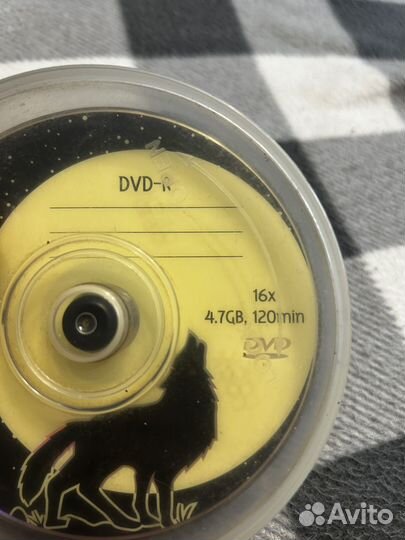 DVD-R
16x
4.7GB, 120min
DVD
Avito